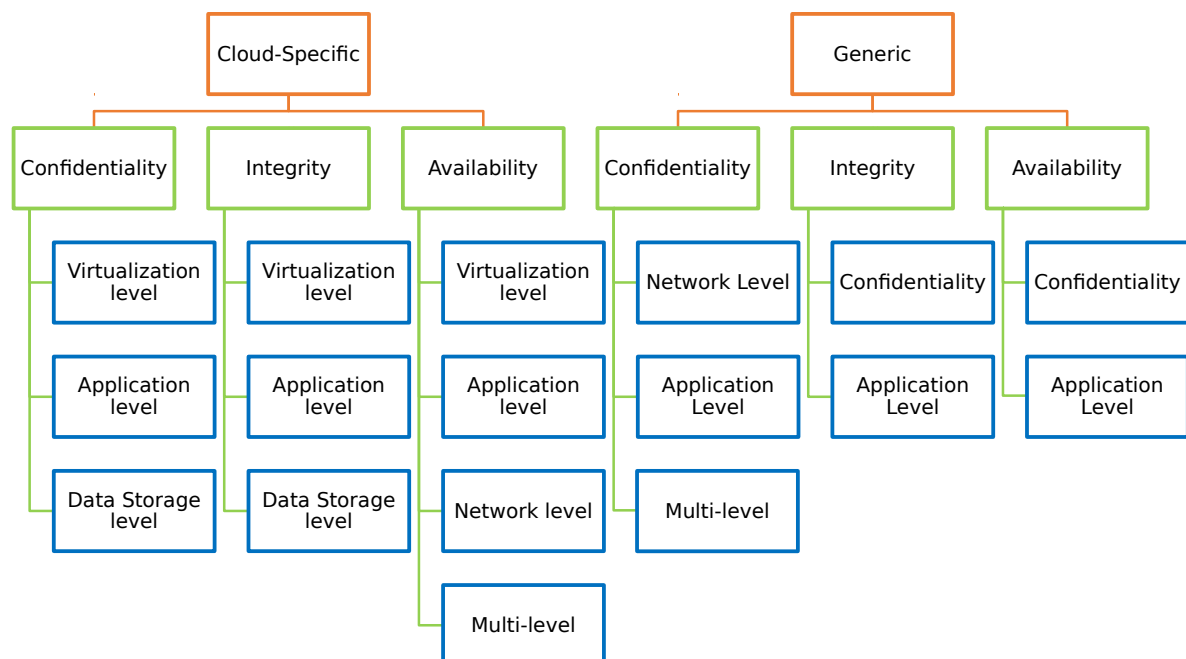 Cloud-Specific
Generic
Confidentiality
Integrity
Availability
Confidentiality
Integrity
Availability
Virtualization
level
Virtualization
level
Virtualization
level
Network Level
Confidentiality
Confidentiality
Application
level
Application
level
Application
level
Application
Level
Application
Level
Application
Level
Data Storage
level
Data Storage
level
Network level
Multi-level
Multi-level